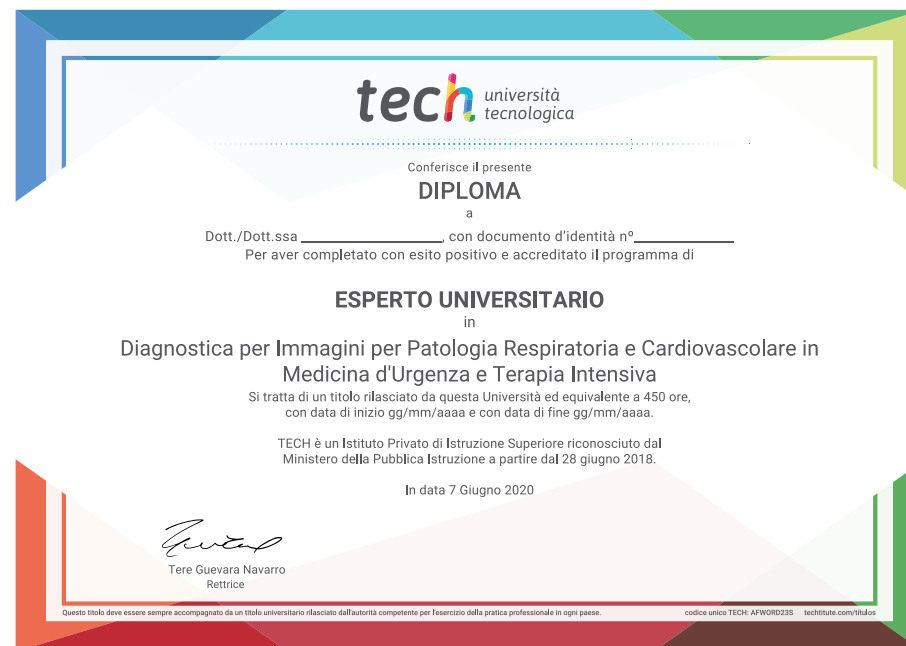 tech università
tecnologica
Conferisce il presente
DIPLOMA
a
Dott./Dott.ssa ____________________, con documento d'identità nº______________
Per aver completato con esito positivo e accreditato il programma di
ESPERTO UNIVERSITARIO
in
Diagnostica per Immagini per Patologia Respiratoria e Cardiovascolare in
Medicina d'Urgenza e Terapia Intensiva
Si tratta di un titolo rilasciato da questa Università ed equivalente a 450 ore,
con data di inizio gg/mm/aaaa e con data di fine gg/mm/aaaa.
TECH è un Istituto Privato di Istruzione Superiore riconosciuto dal
Ministero della Pubblica Istruzione a partire dal 28 giugno 2018.
In data 7 Giugno 2020
Tere Guevara Navarro
Rettrice
Questo titolo deve essere sempre accompagnato da un titolo universitario rilasciato dall'autorità competente per l'esercizio della pratica professionale in ogni paese. codice unico TECH: AFWORD23S techtitute.com/titulos